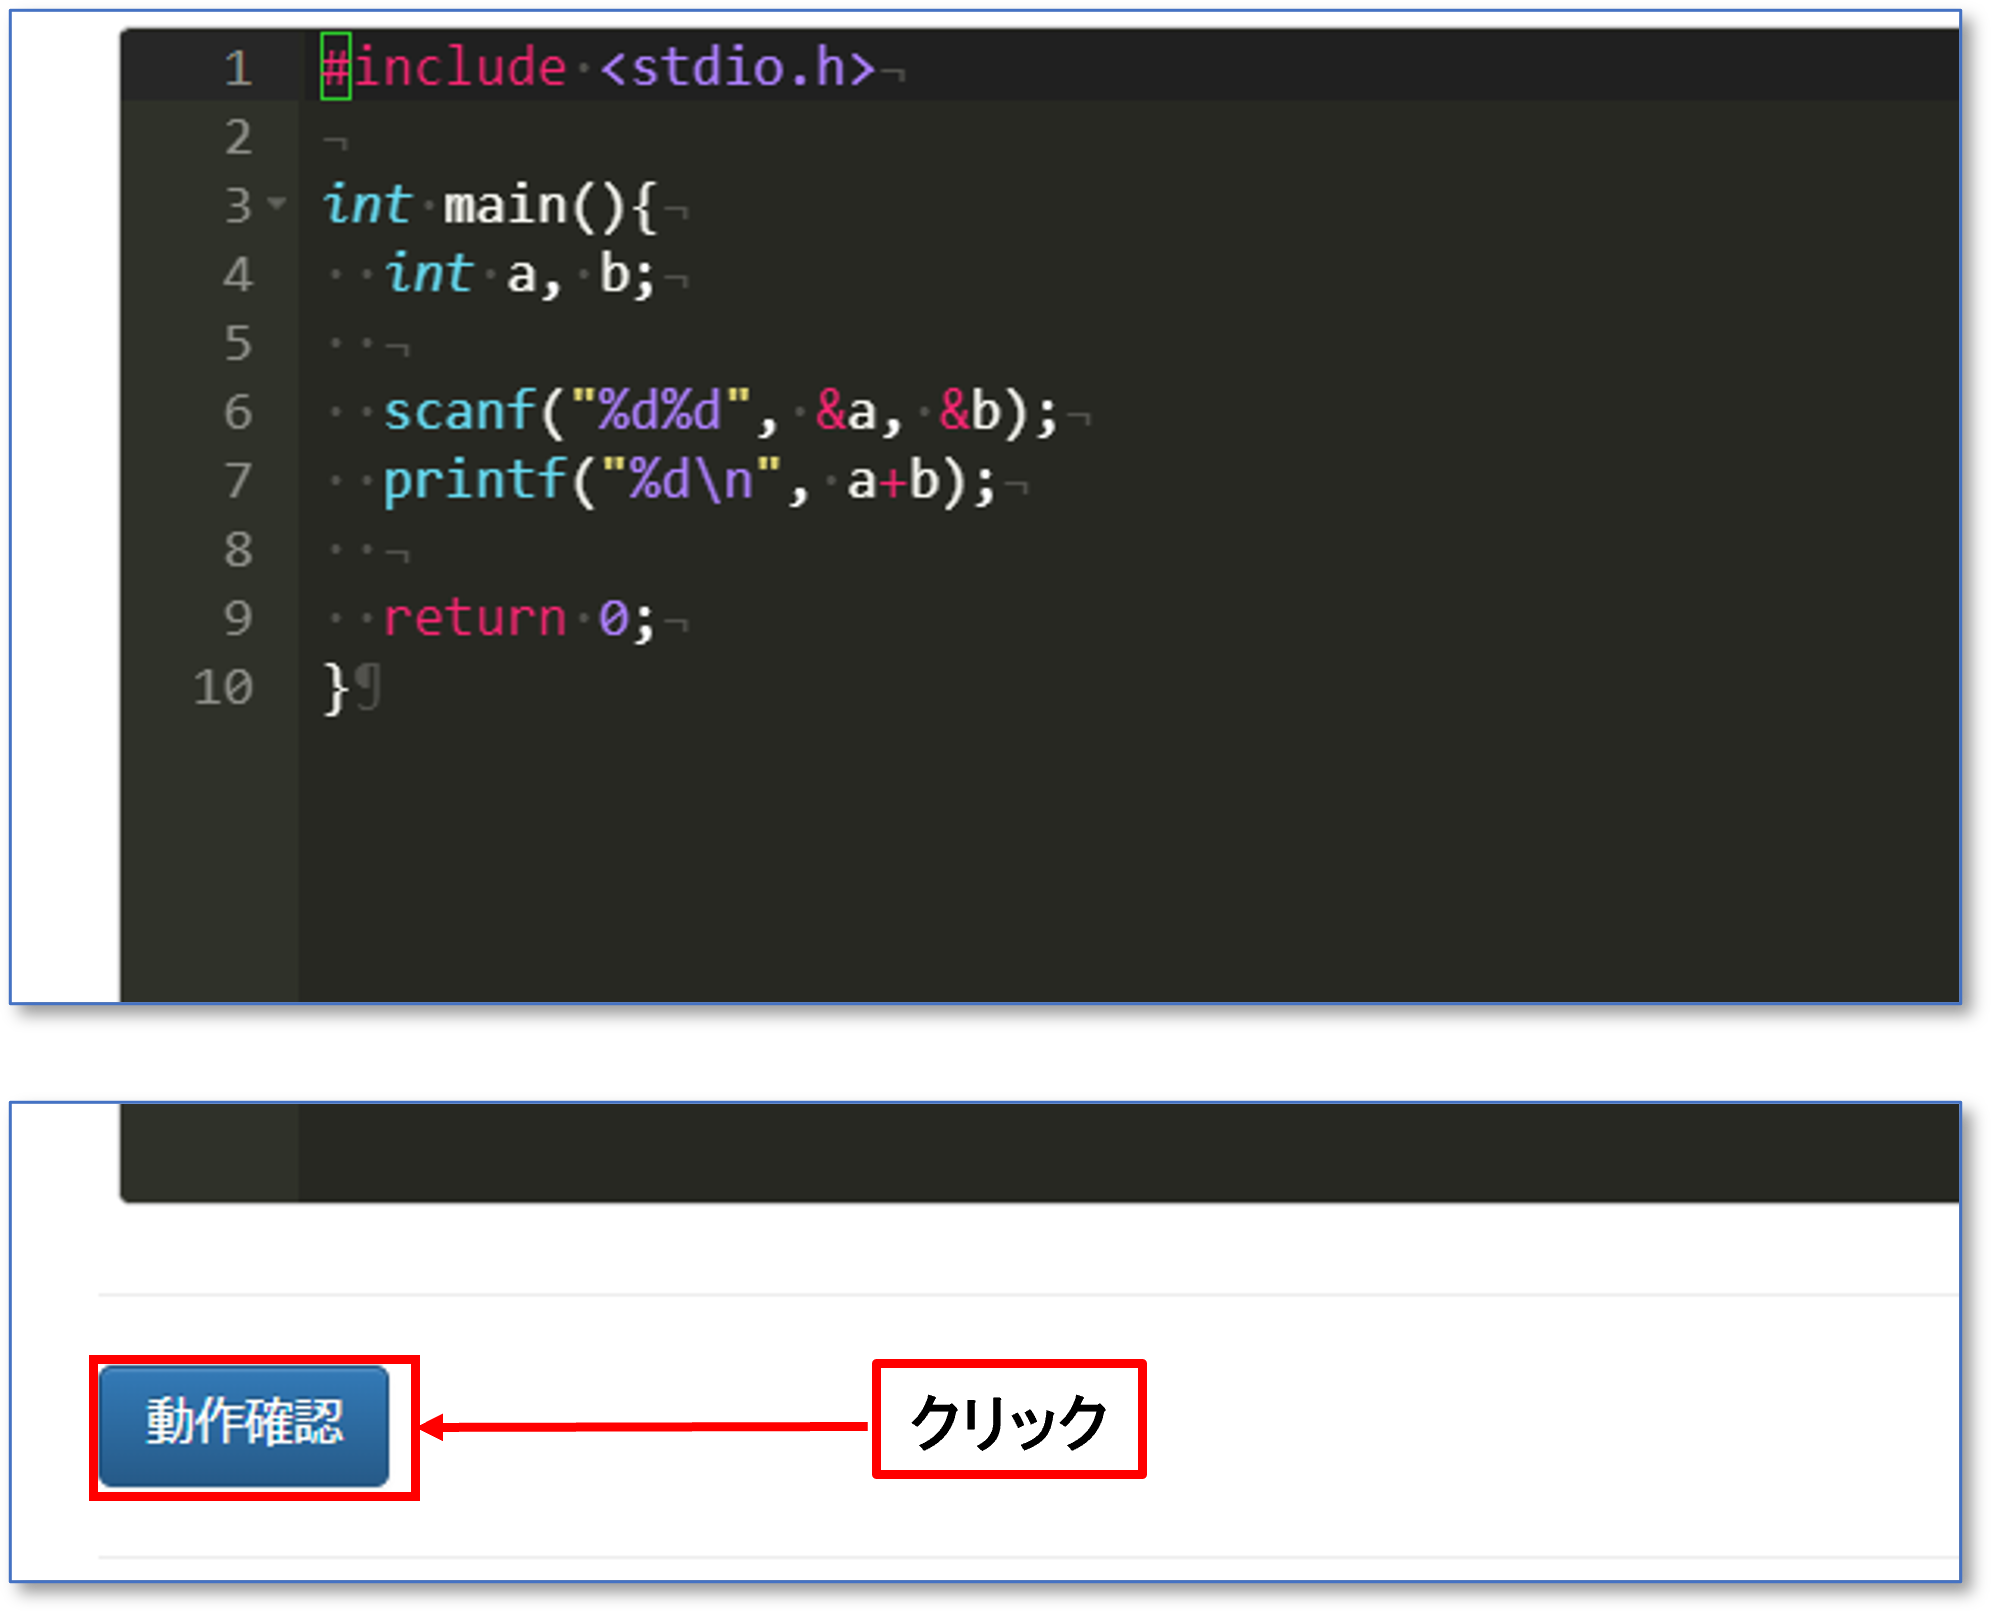 1 #include <stdio.h>
2
3 int main(){
4   int a, b;
5
6   scanf("%d%d", &a, &b);
7   printf("%d\n", a+b);
8
9   return 0;
10 }
動作確認
クリック